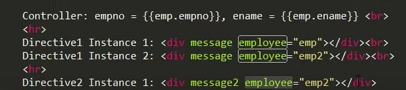 Controller: empno = {{emp.empno}}, ename = {{emp.ename}} <br>
<hr>
Directive1 Instance 1: <div message employee="emp"></div><br>
Directive1 Instance 2: <div message employee="emp2"></div><br>
<hr>
Directive2 Instance 1: <div message2 employee="emp2"></div>